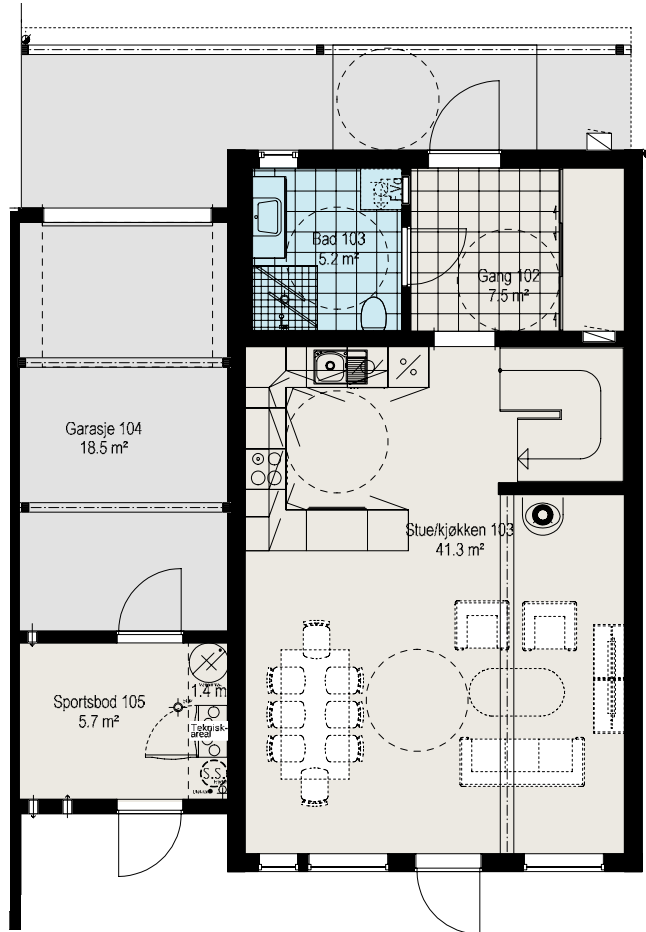 Bad 103
5.2 m²
Gang 102
7.5 m²
Garasje 104
18.5 m²
Stue/kjøkken 103
41.3 m²
Sportsbod 105
5.7 m²
1.4 m
Teknisk-
areal
S.S.